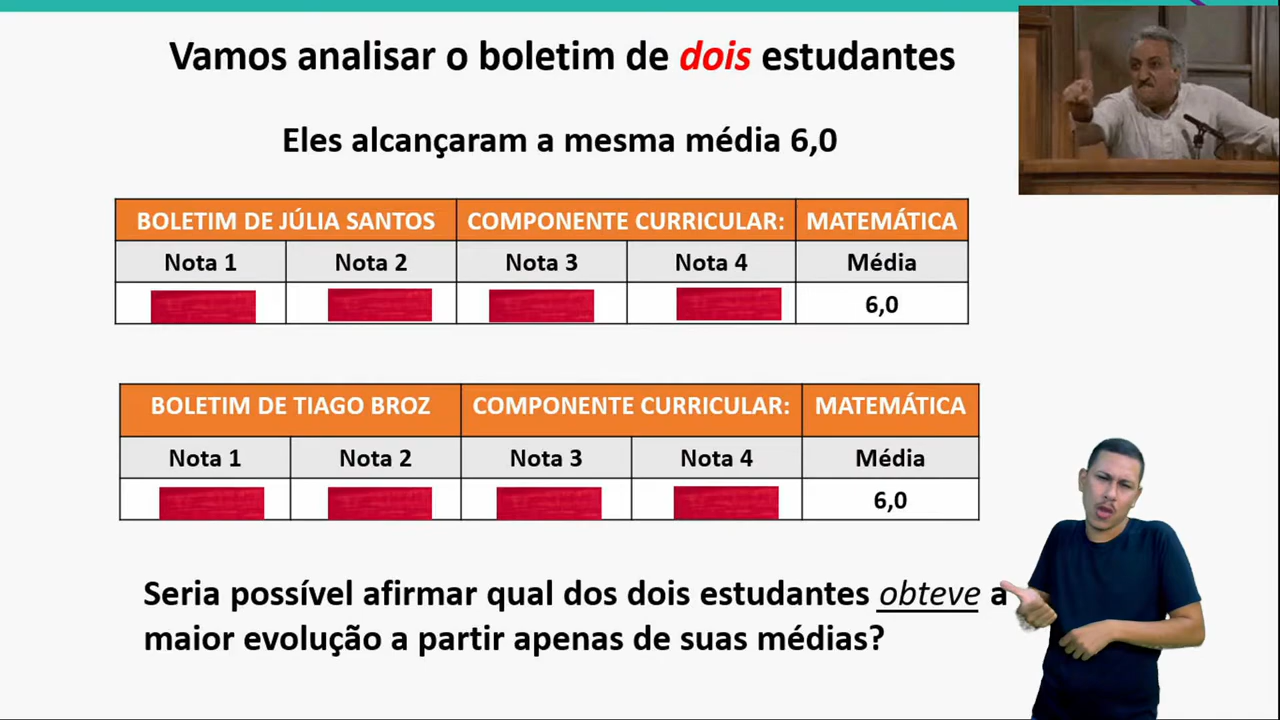 Vamos analisar o boletim de dois estudantes
Eles alcançaram a mesma média 6,0
BOLETIM DE JÚLIA SANTOS COMPONENTE CURRICULAR: MATEMÁTICA
Nota 1 Nota 2 Nota 3 Nota 4 Média
6,0
BOLETIM DE TIAGO BROZ COMPONENTE CURRICULAR: MATEMÁTICA
Nota 1 Nota 2 Nota 3 Nota 4 Média
6,0
Seria possível afirmar qual dos dois estudantes obteve a
maior evolução a partir apenas de suas médias?